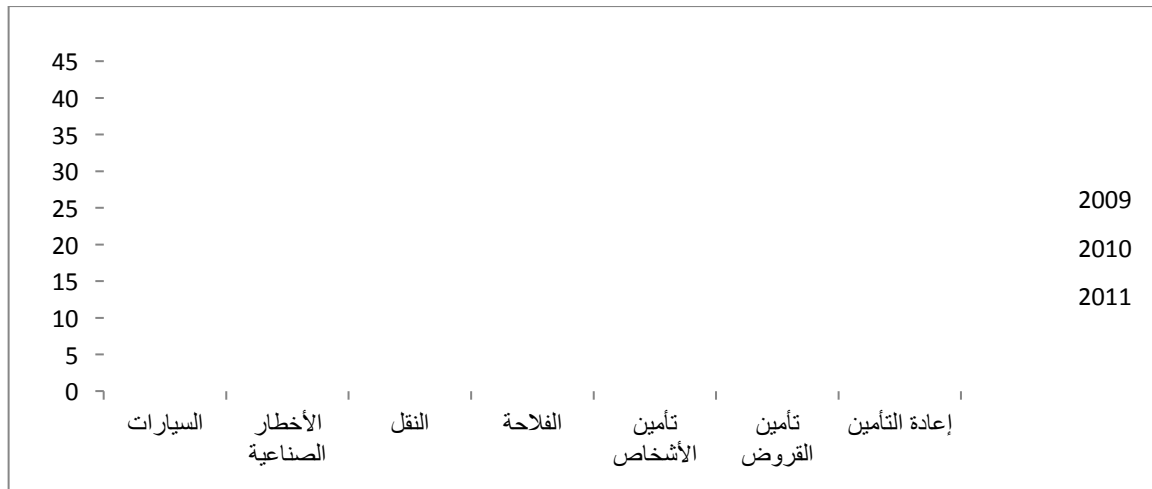 45
40
35
30
25
20
15
10
5
0
2009
2010
2011
السيارات
الأخطار
الصناعية
النقل
الفلاحة
تأمين
الأشخاص
تأمين
القروض
إعادة التأمين